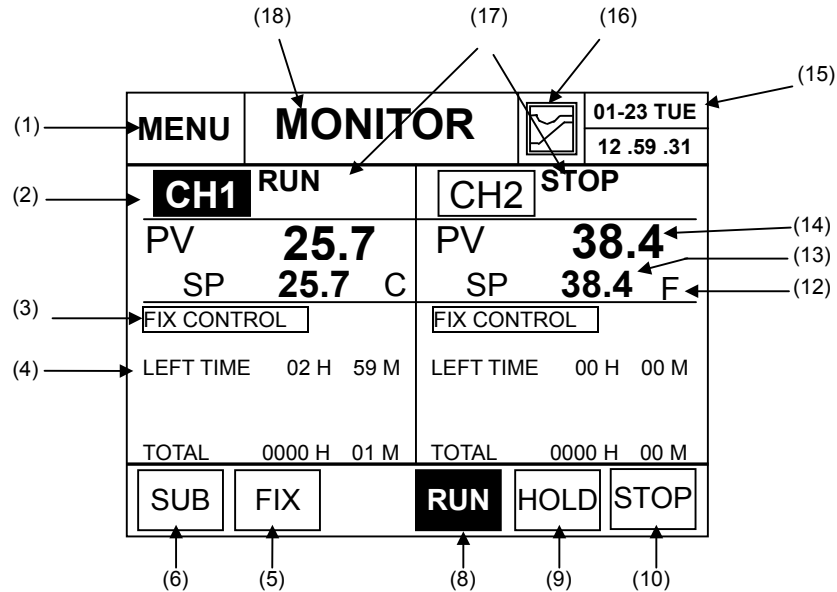 (18) (17) (16)
(15)
(1) MENU MONITOR 01-23 TUE
12 .59 .31
(2) CH1 RUN CH2 STOP
PV 25.7 PV 38.4 (14)
(13)
SP 25.7 C SP 38.4 F (12)
(3) FIX CONTROL FIX CONTROL
(4) LEFT TIME 02 H 59 M LEFT TIME 00 H 00 M
TOTAL 0000 H 01 M TOTAL 0000 H 00 M
SUB FIX RUN HOLD STOP
(6) (5) (8) (9) (10)